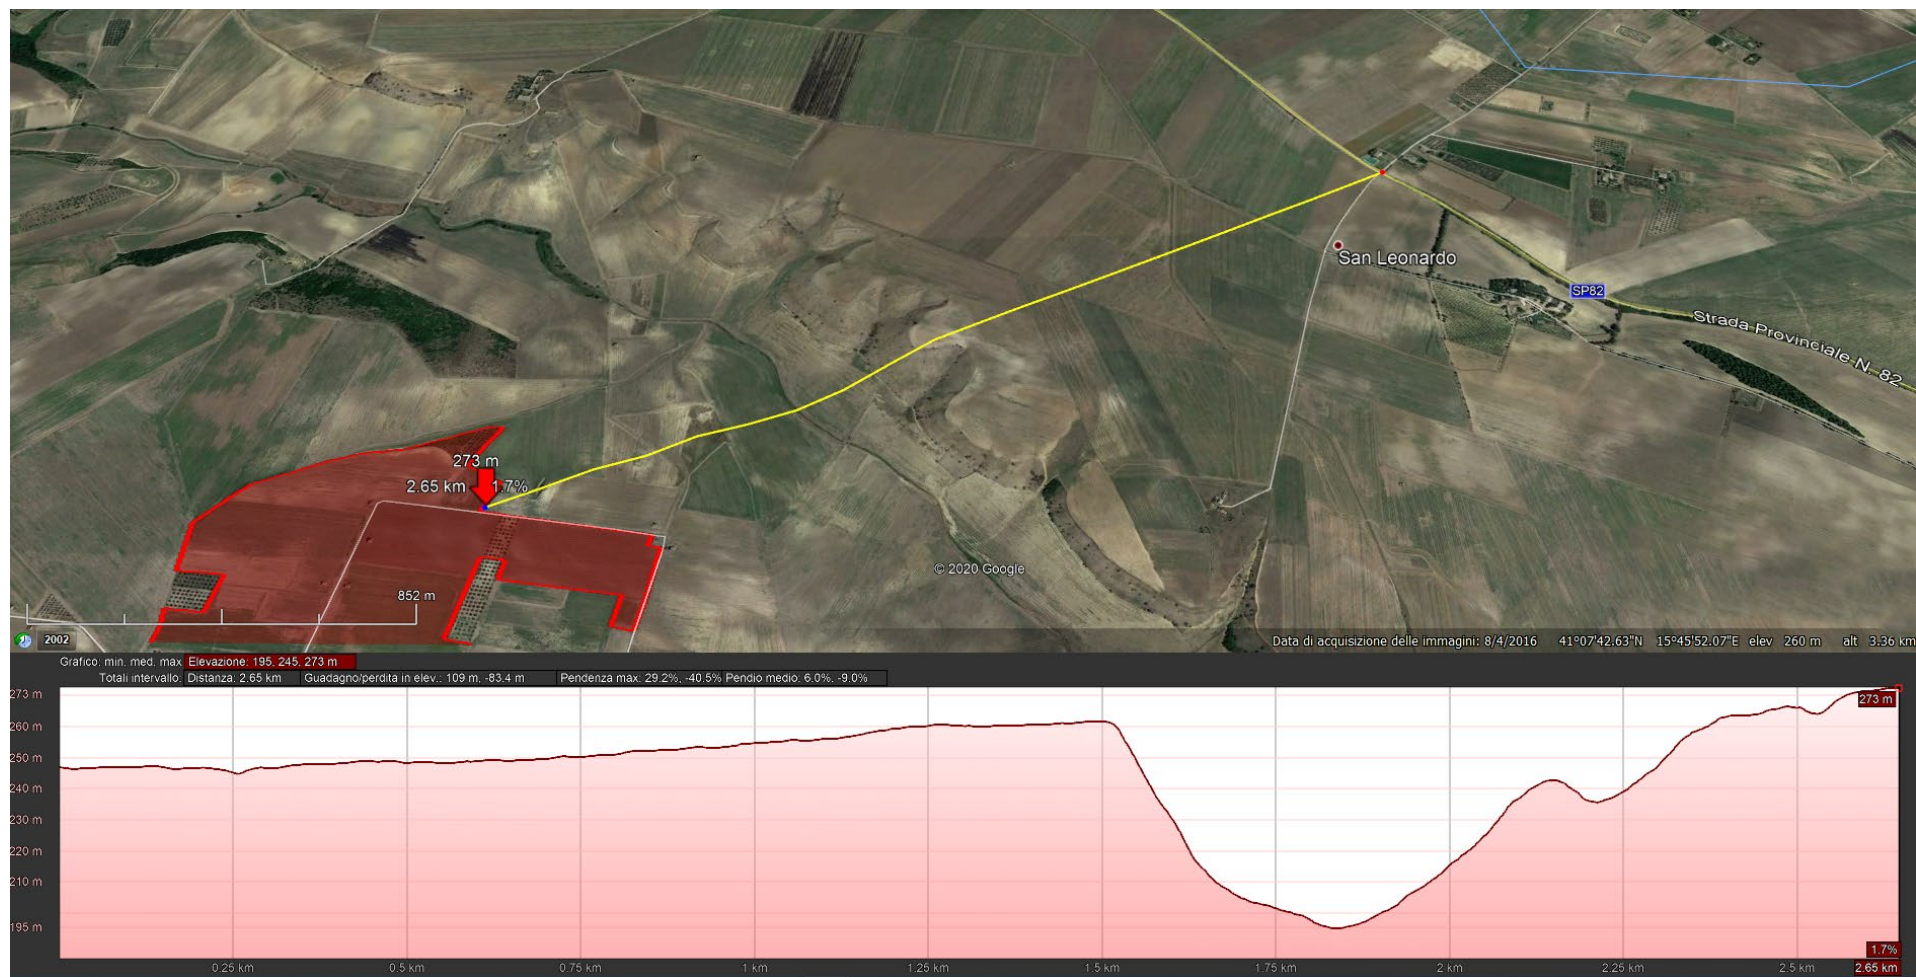 San Leonardo
SP82
Strada Provinciale N. 82
273 m
2.65 km 1.7%
© 2020 Google
852 m
2002
Data di acquisizione delle immagini: 8/4/2016 41°07'42.63"N 15°45'52.07"E elev 260 m alt 3.36 km
Grafico: min. med. max Elevazione: 195, 245, 273 m
Totali intervallo: Distanza: 2.65 km Guadagno/perdita in elev.: 109 m, -83.4 m Pendenza max: 29.2%, -40.5% Pendio medio: 6.0%, -9.0%
273 m
273 m
260 m
250 m
240 m
230 m
220 m
210 m
195 m
1.7%
0.25 km 0.5 km 0.75 km 1 km 1.25 km 1.5 km 1.75 km 2 km 2.25 km 2.5 km 2.65 km